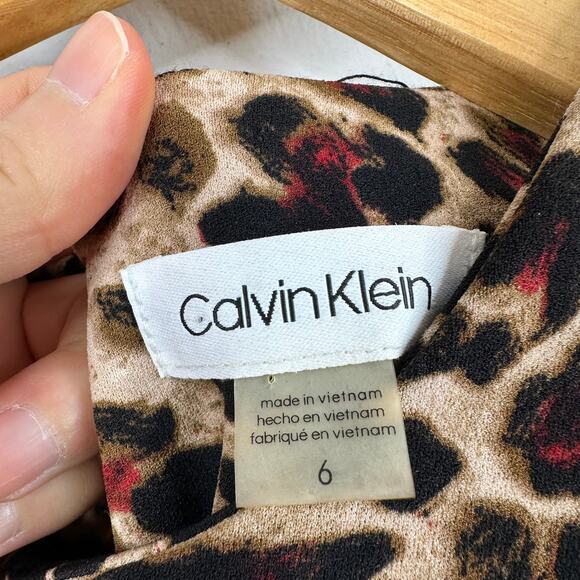 Calvin Klein
made in vietnam
hecho en vietnam
fabriqué en vietnam
6